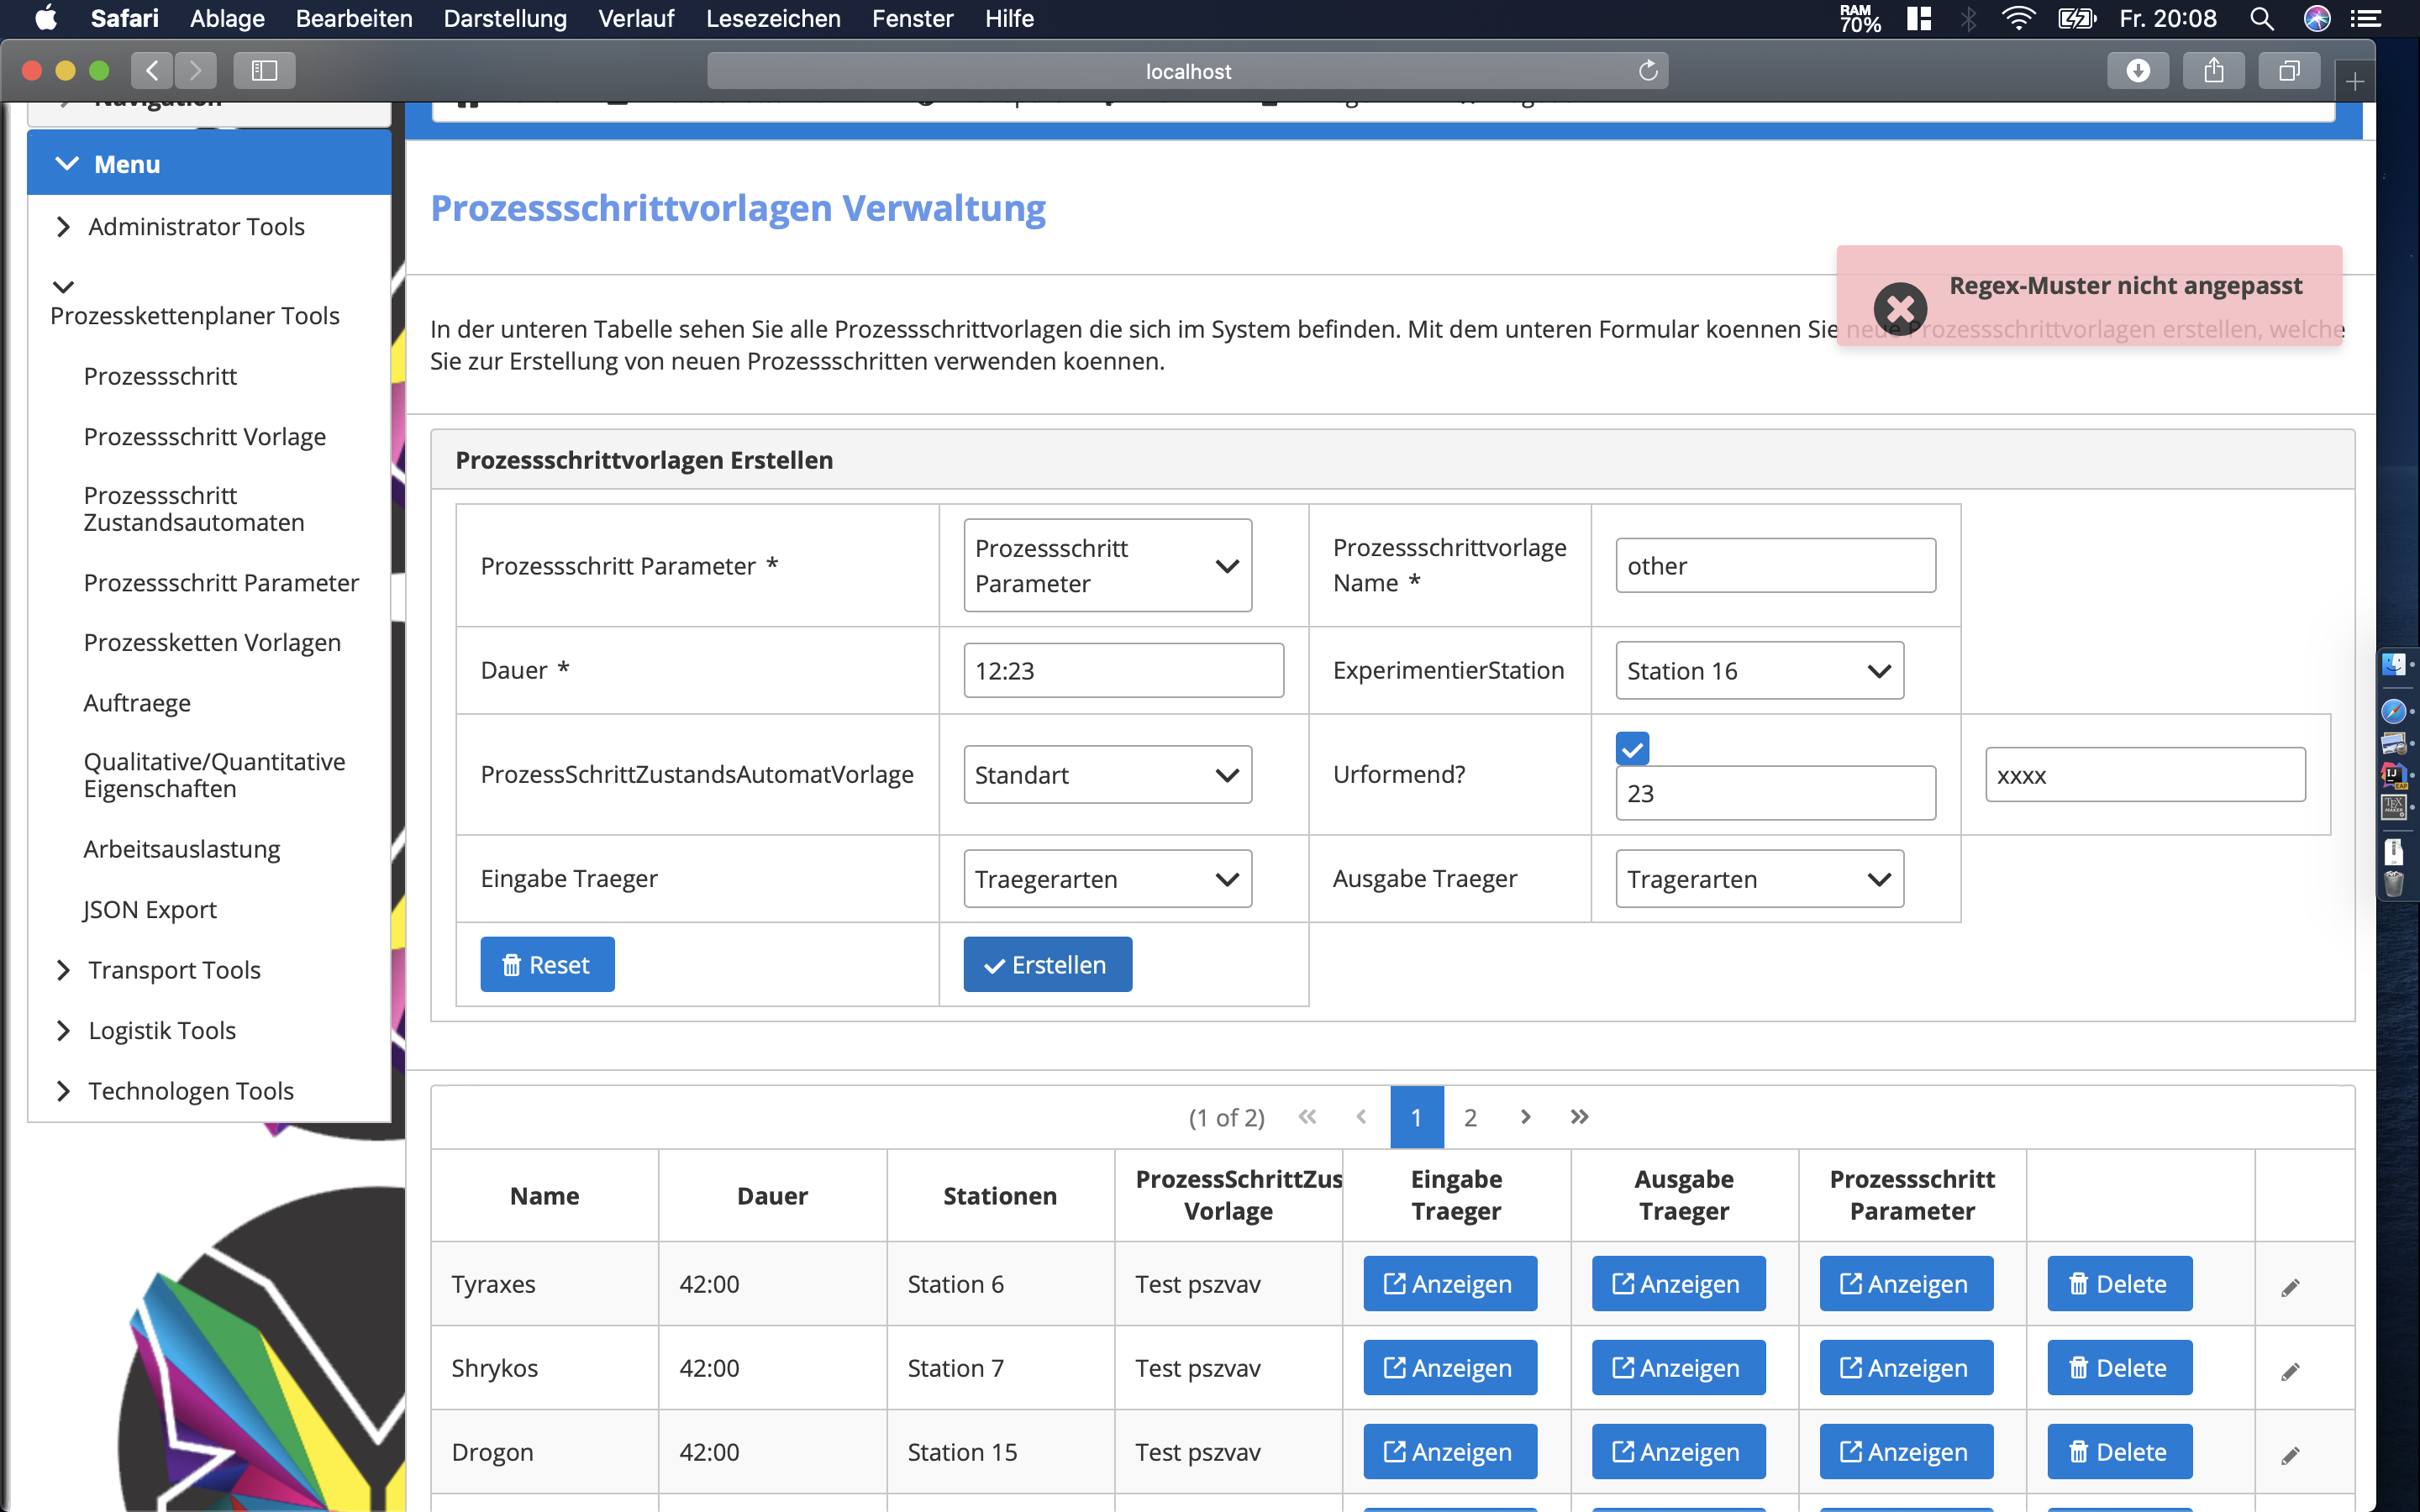 Safari Ablage Bearbeiten Darstellung Verlauf Lesezeichen Fenster Hilfe RAM 70% Fr. 20:08
localhost
Navigation
Menu
Administrator Tools
Prozesskettenplaner Tools
Prozessschritt
Prozessschritt Vorlage
Prozessschritt
Zustandsautomaten
Prozessschritt Parameter
Prozessketten Vorlagen
Auftraege
Qualitative/Quantitative
Eigenschaften
Arbeitsauslastung
JSON Export
Transport Tools
Logistik Tools
Technologen Tools
Prozessschrittvorlagen Verwaltung
Regex-Muster nicht angepasst
In der unteren Tabelle sehen Sie alle Prozessschrittvorlagen die sich im System befinden. Mit dem unteren Formular koennen Sie neue Prozessschrittvorlagen erstellen, welche
Sie zur Erstellung von neuen Prozessschritten verwenden koennen.
Prozessschrittvorlagen Erstellen
Prozessschritt Parameter *
Prozessschritt
Parameter
Prozessschrittvorlage
Name *
other
Dauer * 12:23 ExperimentierStation Station 16
ProzessSchrittZustandsAutomatVorlage Standart Urformend? 23 xxxx
Eingabe Traeger Traegerarten Ausgabe Traeger Tragerarten
Reset Erstellen
(1 of 2) 1 2
Name Dauer Stationen
ProzessSchrittZus
Vorlage
Eingabe
Traeger
Ausgabe
Traeger
Prozessschritt
Parameter
Tyraxes 42:00 Station 6 Test pszvav Anzeigen Anzeigen Anzeigen Delete
Shrykos 42:00 Station 7 Test pszvav Anzeigen Anzeigen Anzeigen Delete
Drogon 42:00 Station 15 Test pszvav Anzeigen Anzeigen Anzeigen Delete